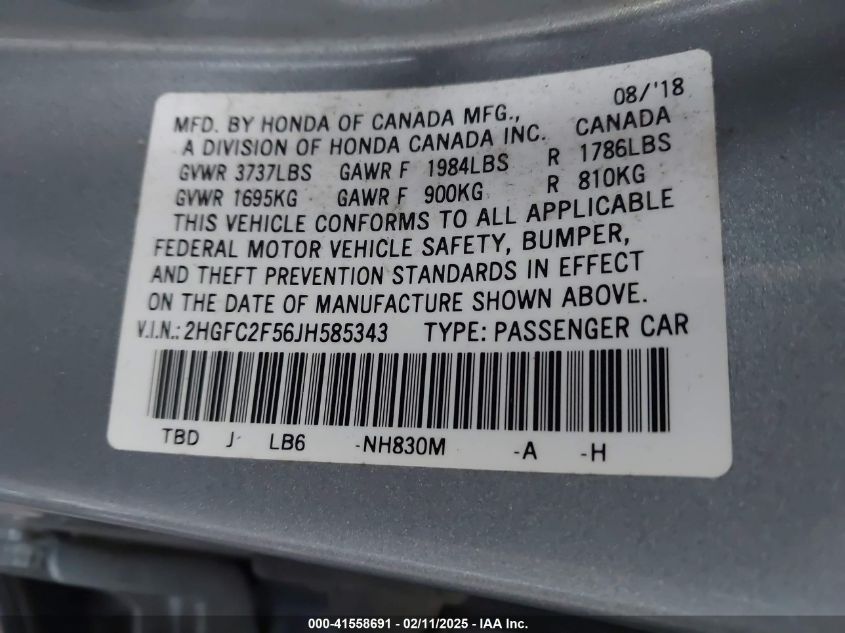 08/'18
MFD. BY HONDA OF CANADA MFG.,
A DIVISION OF HONDA CANADA INC. CANADA
GVWR 3737LBS GAWR F 1984LBS R 1786LBS
GVWR 1695KG GAWR F 900KG R 810KG
THIS VEHICLE CONFORMS TO ALL APPLICABLE
FEDERAL MOTOR VEHICLE SAFETY, BUMPER,
AND THEFT PREVENTION STANDARDS IN EFFECT
ON THE DATE OF MANUFACTURE SHOWN ABOVE.
V.I.N.: 2HGFC2F56JH585343 TYPE: PASSENGER CAR
TBD J- LB6 -NH830M -A -H
000-41558691 - 02/11/2025 - IAA Inc.